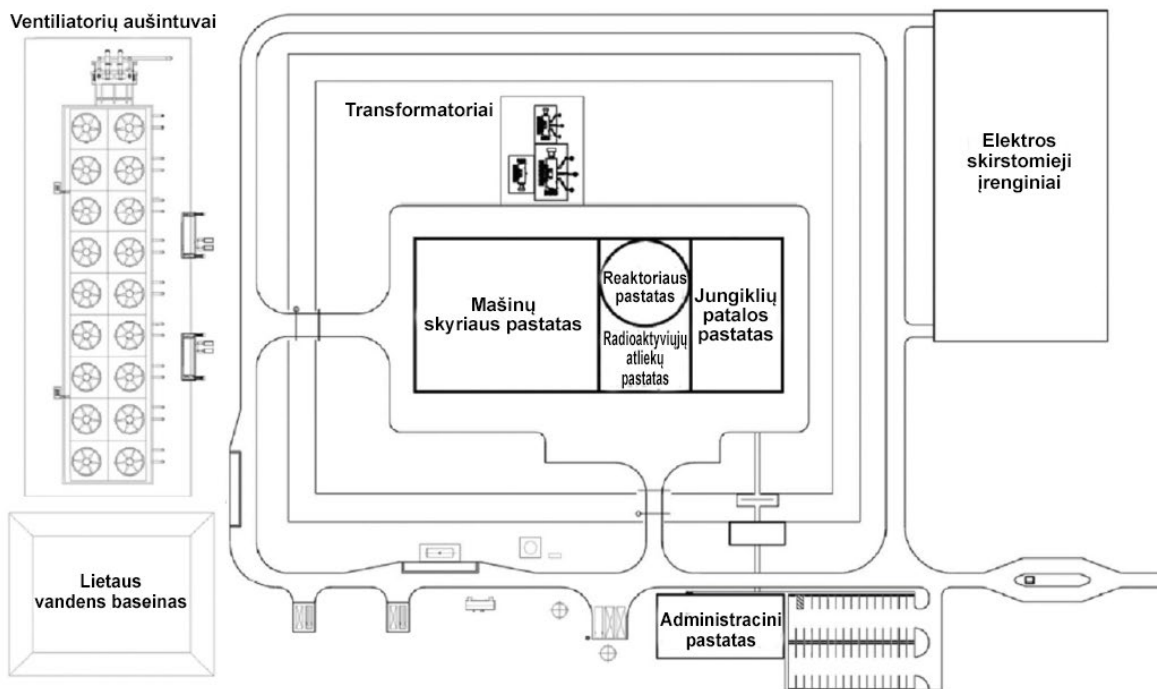 Ventiliatorių aušintuvai
Transformatoriai
Elektros
skirstomieji
įrenginiai
Mašinų
skyriaus pastatas
Reaktoriaus
pastatas
Radioaktyviųjų
atliekų
pastatas
Jungiklių
patalos
pastatas
Lietaus
vandens baseinas
Administracini
pastatas